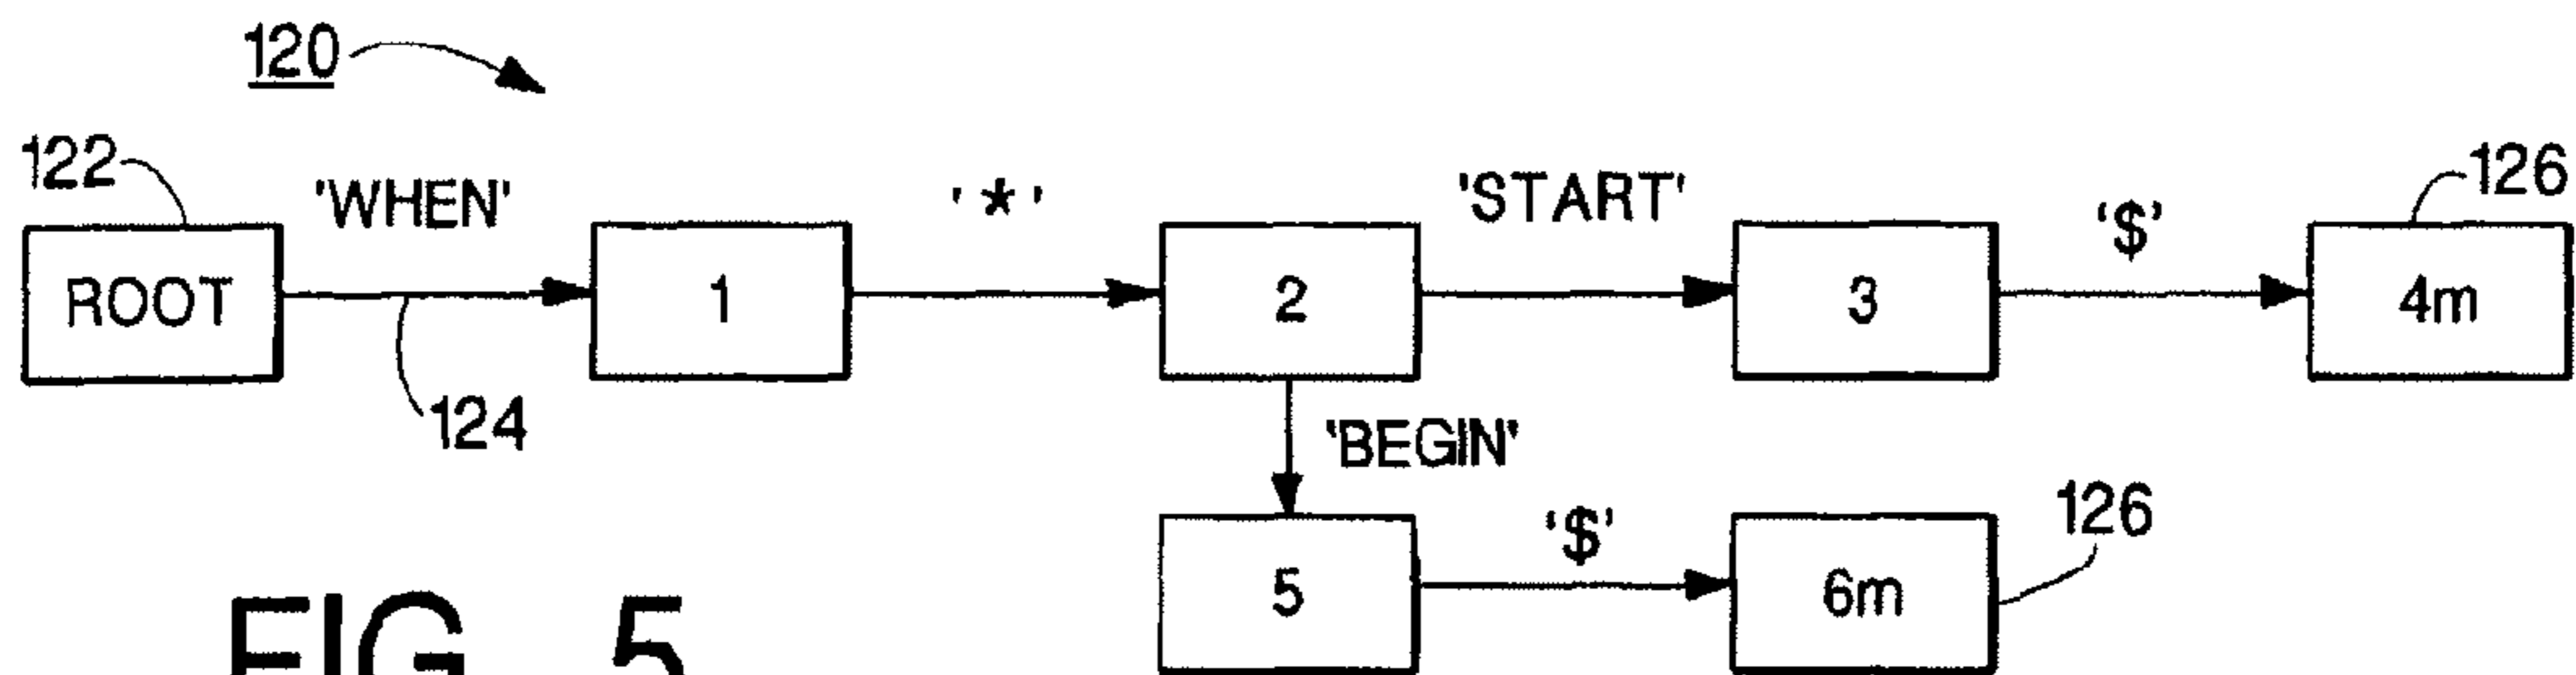 120
122 'WHEN' '*' 'START' '$' 126
ROOT 1 2 3 4m
124
'BEGIN'
'$' 126
5 6m
FIG. 5